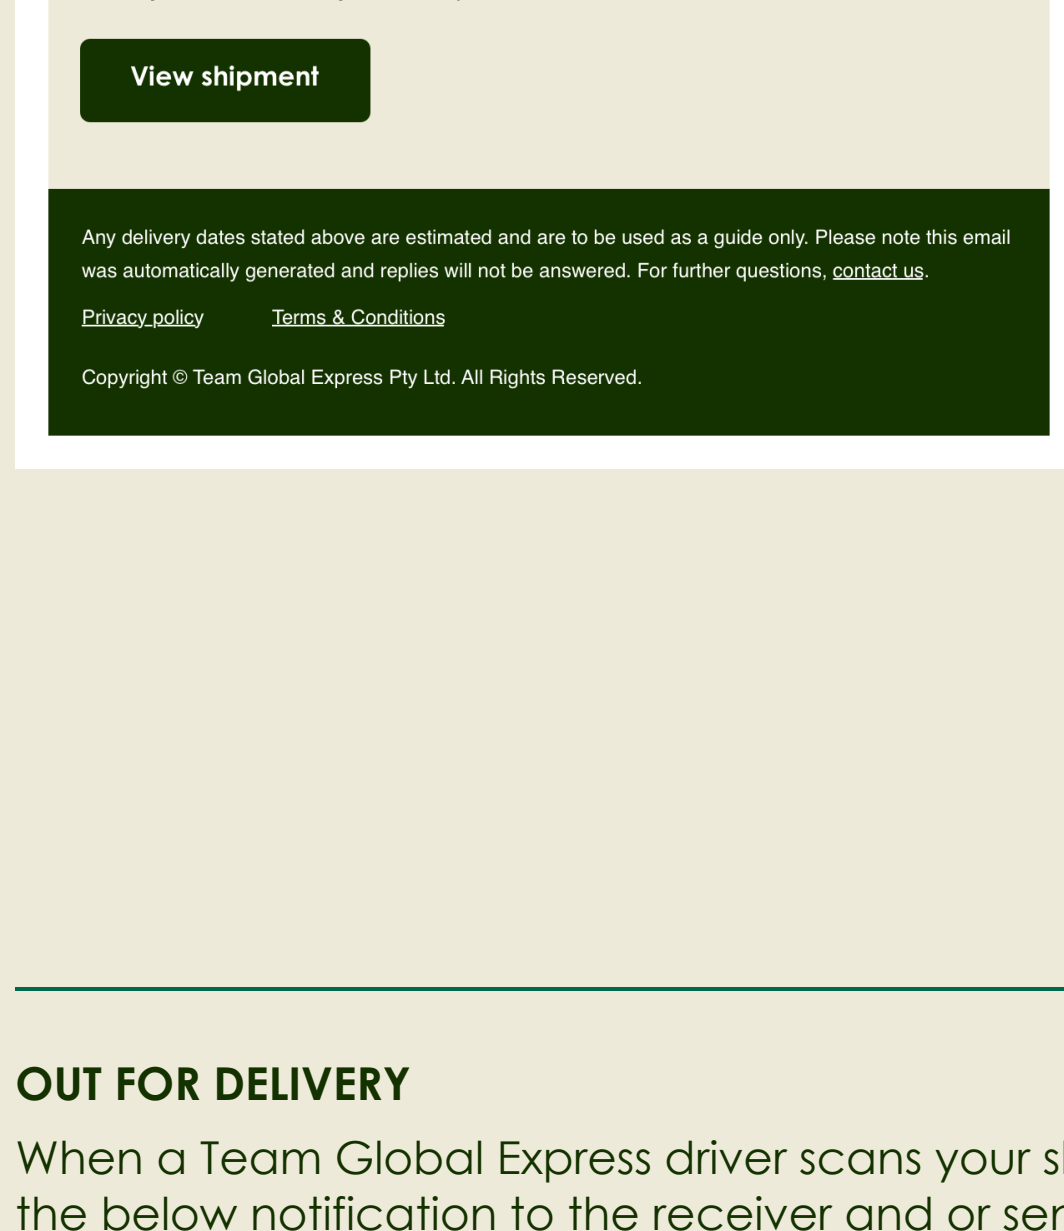 View shipment
Any delivery dates stated above are estimated and are to be used as a guide only. Please note this email
was automatically generated and replies will not be answered. For further questions, contact us.
Privacy policy Terms & Conditions
Copyright © Team Global Express Pty Ltd. All Rights Reserved.
OUT FOR DELIVERY
When a Team Global Express driver scans your
the below notification to the receiver and or